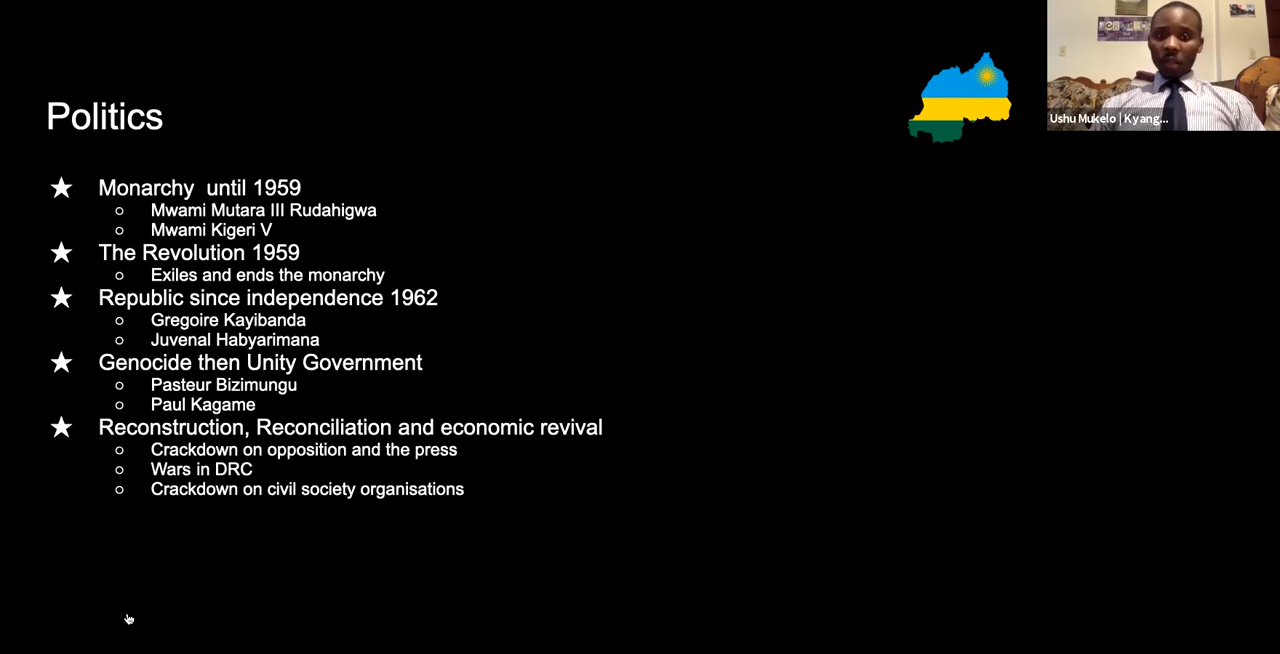 Politics
Monarchy  until 1959
Mwami Mutara III Rudahigwa
Mwami Kigeri V
The Revolution 1959
Exiles and ends the monarchy
Republic since independence 1962
Gregoire Kayibanda
Juvenal Habyarimana
Genocide then Unity Government
Pasteur Bizimungu
Paul Kagame
Reconstruction, Reconciliation and economic revival
Crackdown on opposition and the press
Wars in DRC
Crackdown on civil society organisations
Ushu Mukelo | Kyang...